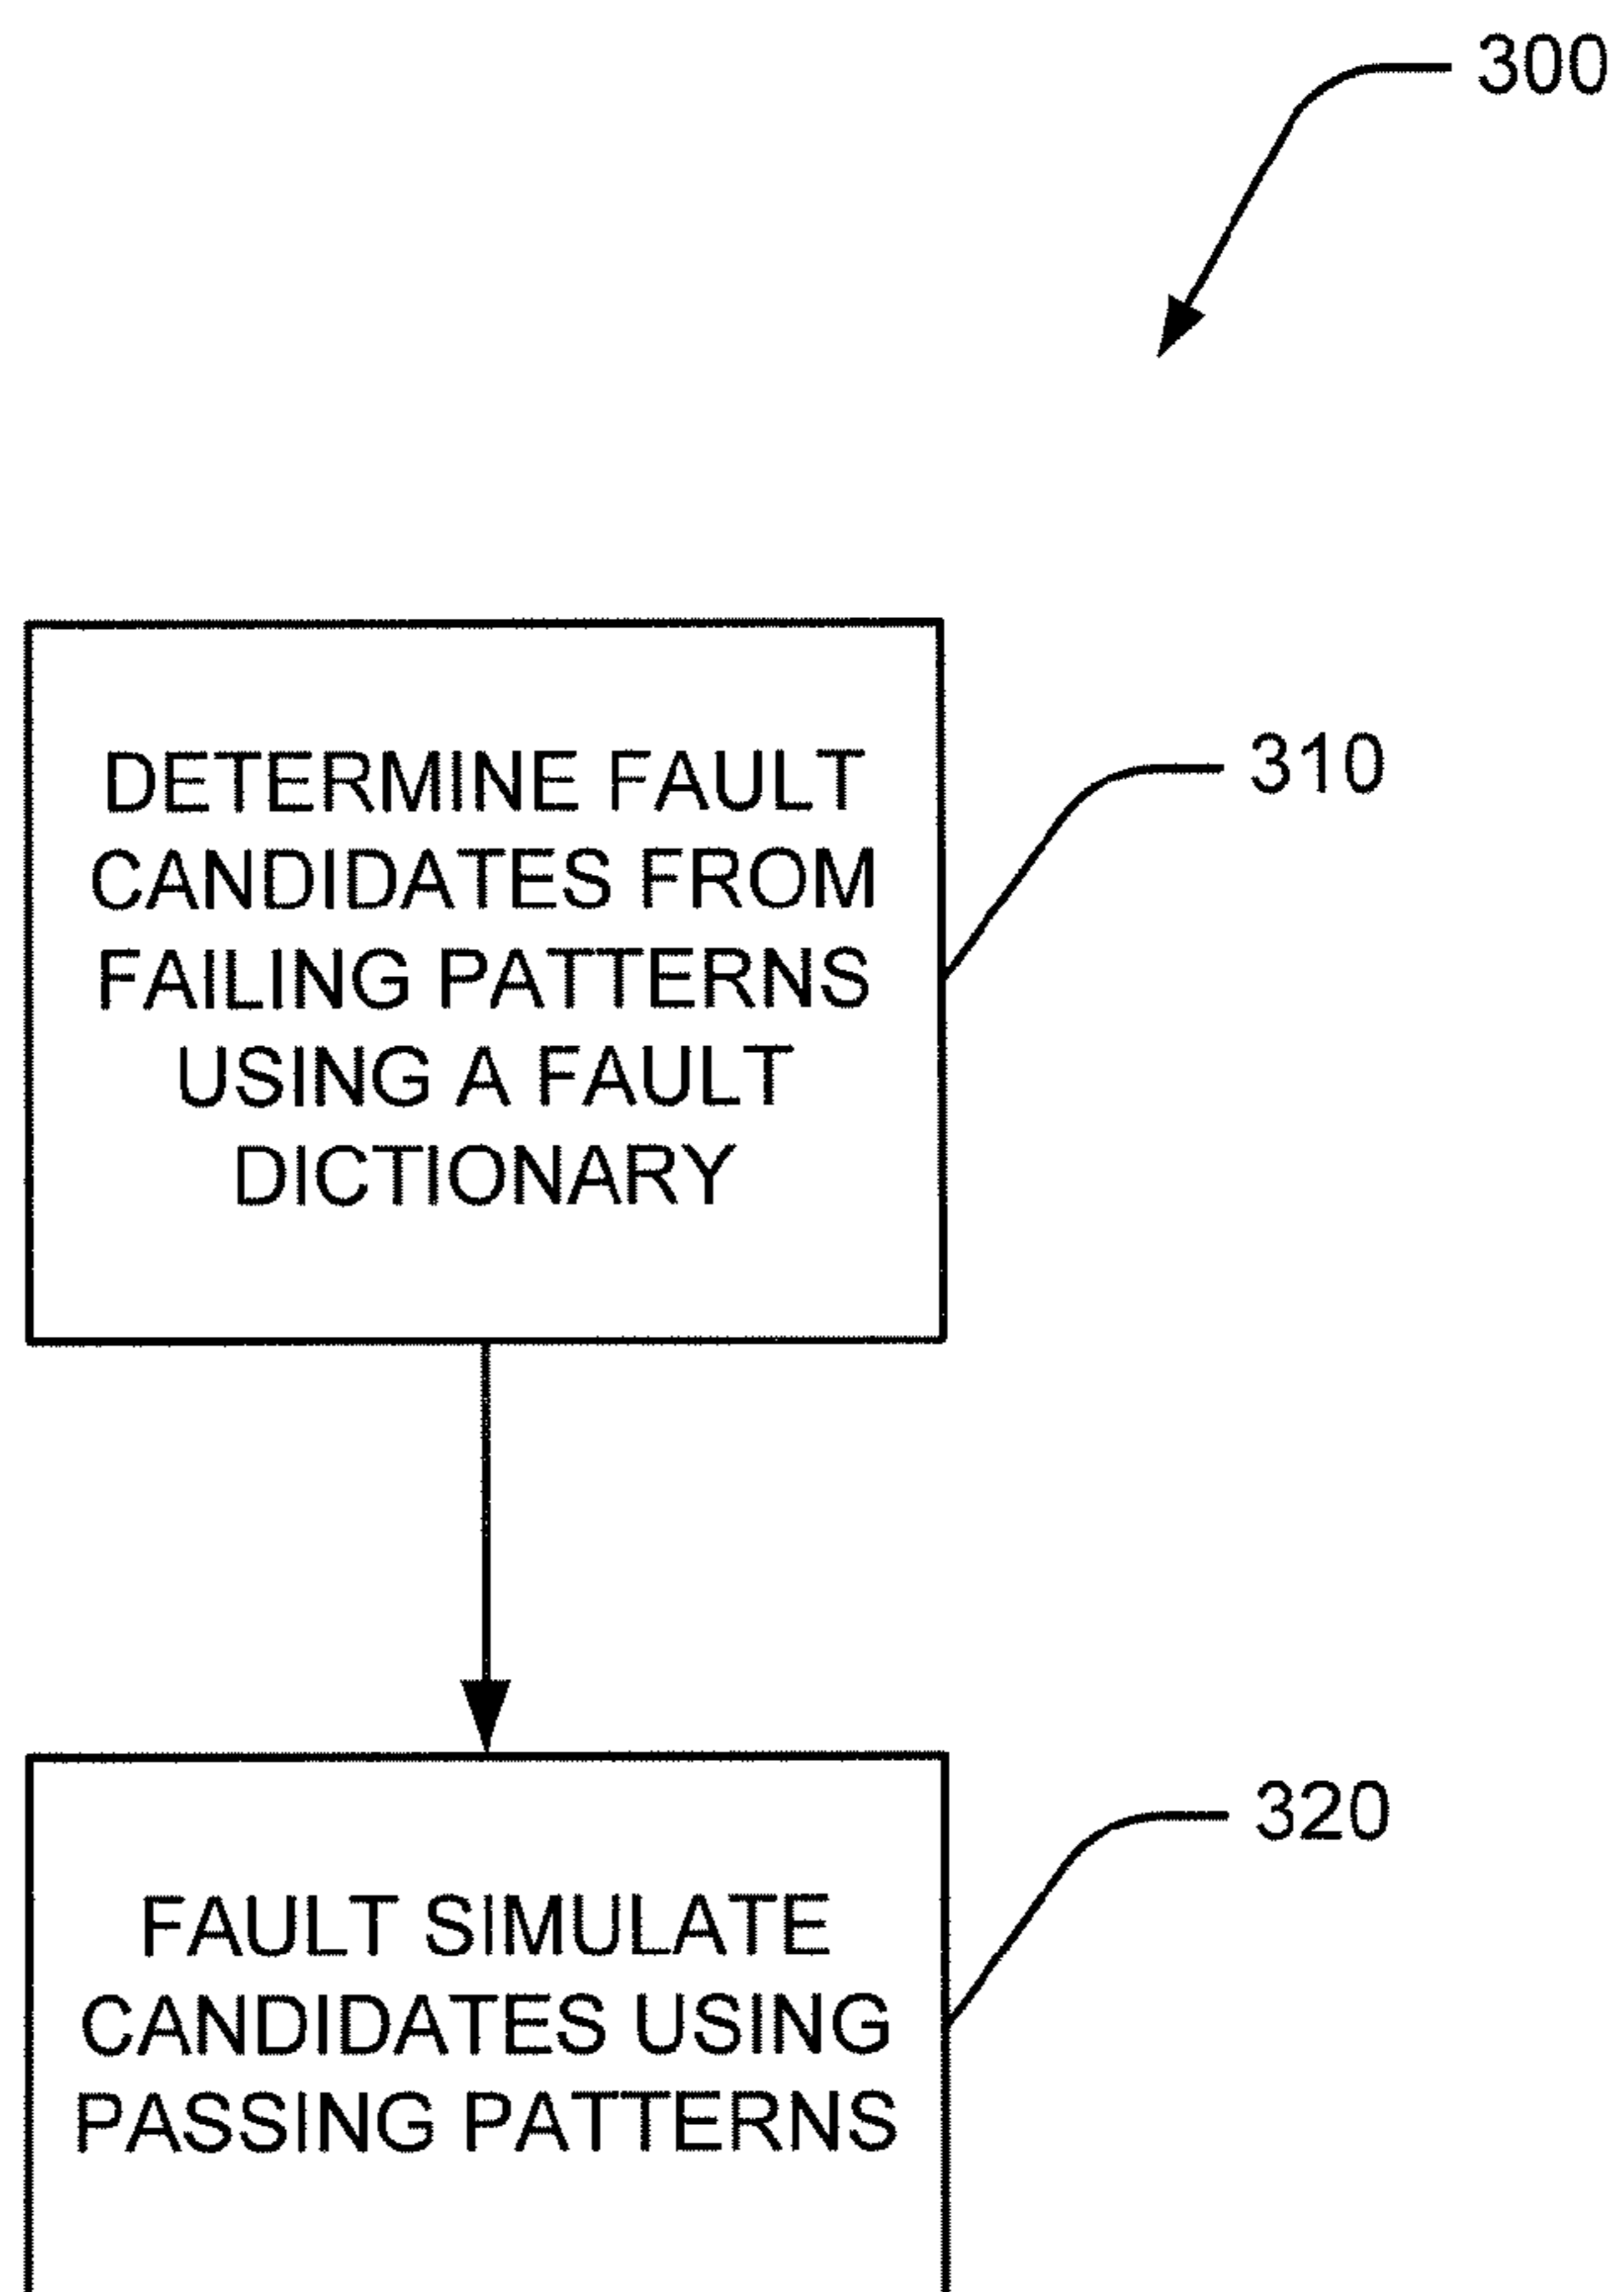 300
DETERMINE FAULT
CANDIDATES FROM
FAILING PATTERNS
USING A FAULT
DICTIONARY
310
FAULT SIMULATE
CANDIDATES USING
PASSING PATTERNS
320